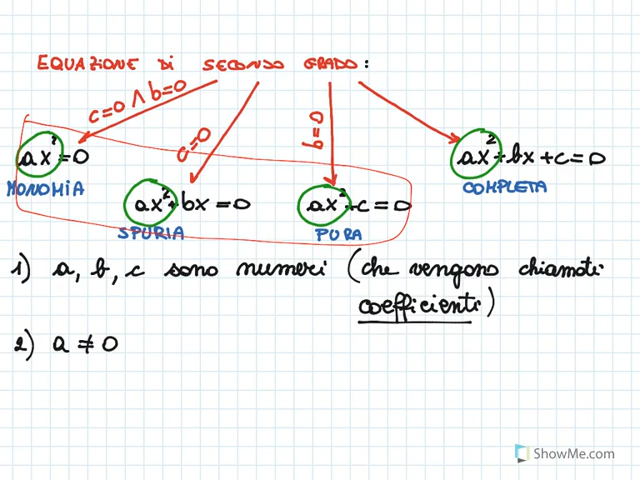 EQUAZIONE DI SECONDO GRADO:
c=0 ∧ b=0
c=0
b=0
ax²=0
ax²+bx+c=0
MONOMIA
COMPLETA
ax²+bx=0
ax²+c=0
SPURIA
PURA
1) a, b, c sono numeri (che vengono chiamati
coefficienti)
2) a ≠ 0
ShowMe.com